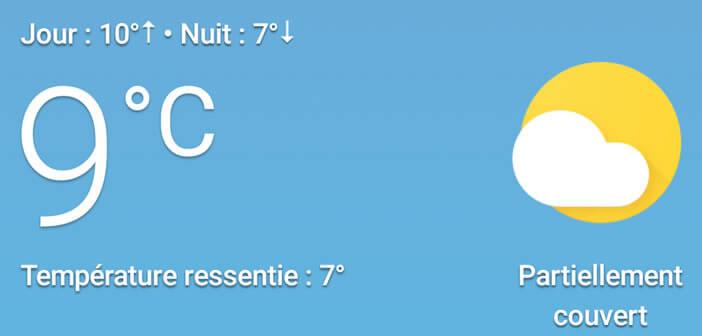 Jour : 10°↑ • Nuit : 7°↓
9°C
Température ressentie : 7°
Partiellement
couvert